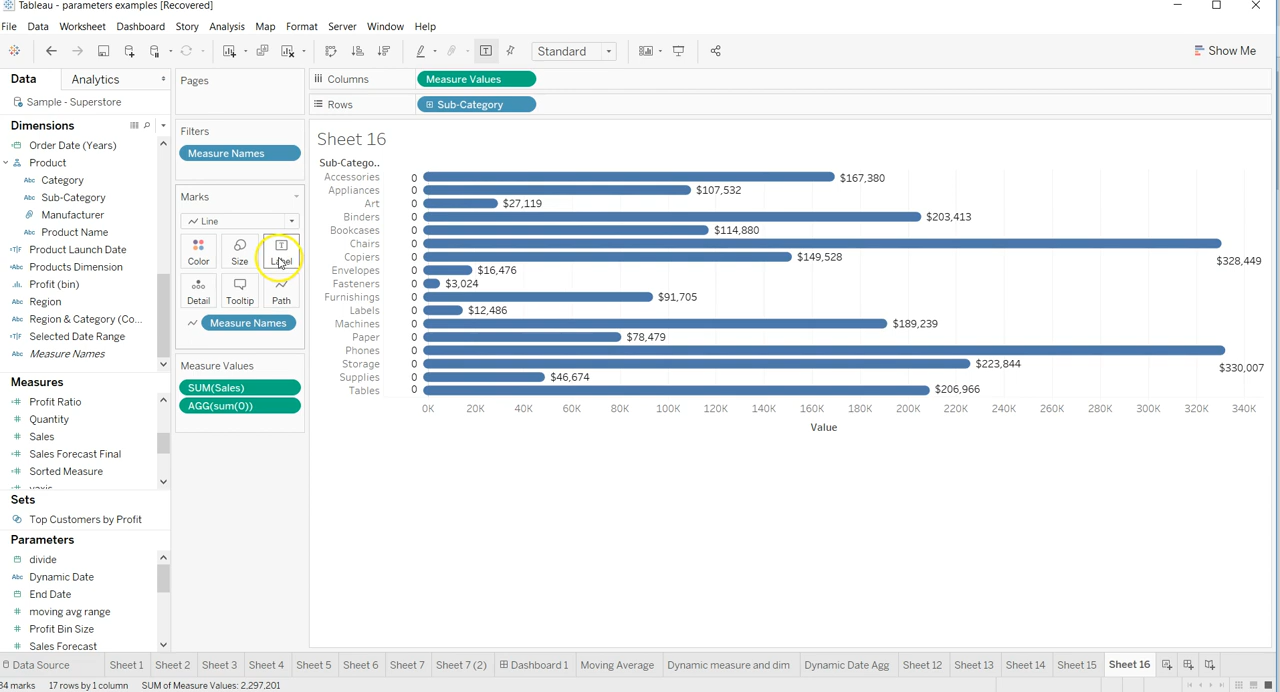 Tableau - parameters examples [Recovered]
File Data Worksheet Dashboard Story Analysis Map Format Server Window Help
Standard
Show Me
Data Analytics
Pages
Columns Measure Values
Sample - Superstore
Rows Sub-Category
Dimensions
Order Date (Years)
Product
Category
Sub-Category
Manufacturer
Product Name
Product Launch Date
Products Dimension
Profit (bin)
Region
Region & Category (Co...
Selected Date Range
Measure Names
Measures
Profit Ratio
Quantity
Sales
Sales Forecast Final
Sorted Measure
Sets
Top Customers by Profit
Parameters
divide
Dynamic Date
End Date
moving avg range
Profit Bin Size
Sales Forecast
Filters
Measure Names
Marks
Line
Color Size Label
Detail Tooltip Path
Measure Names
Measure Values
SUM(Sales)
AGG(sum(0))
Sheet 16
Sub-Catego..
Accessories 0 $167,380
Appliances 0 $107,532
Art 0 $27,119
Binders 0 $203,413
Bookcases 0 $114,880
Chairs 0 $328,449
Copiers 0 $149,528
Envelopes 0 $16,476
Fasteners 0 $3,024
Furnishings 0 $91,705
Labels 0 $12,486
Machines 0 $189,239
Paper 0 $78,479
Phones 0 $330,007
Storage 0 $223,844
Supplies 0 $46,674
Tables 0 $206,966
0K 20K 40K 60K 80K 100K 120K 140K 160K 180K 200K 220K 240K 260K 280K 300K 320K 340K
Value
Data Source Sheet 1 Sheet 2 Sheet 3 Sheet 4 Sheet 5 Sheet 6 Sheet 7 Sheet 7 (2) Dashboard 1 Moving Average Dynamic measure and dim Dynamic Date Agg Sheet 12 Sheet 13 Sheet 14 Sheet 15 Sheet 16
34 marks 17 rows by 1 column SUM of Measure Values: 2,297,201